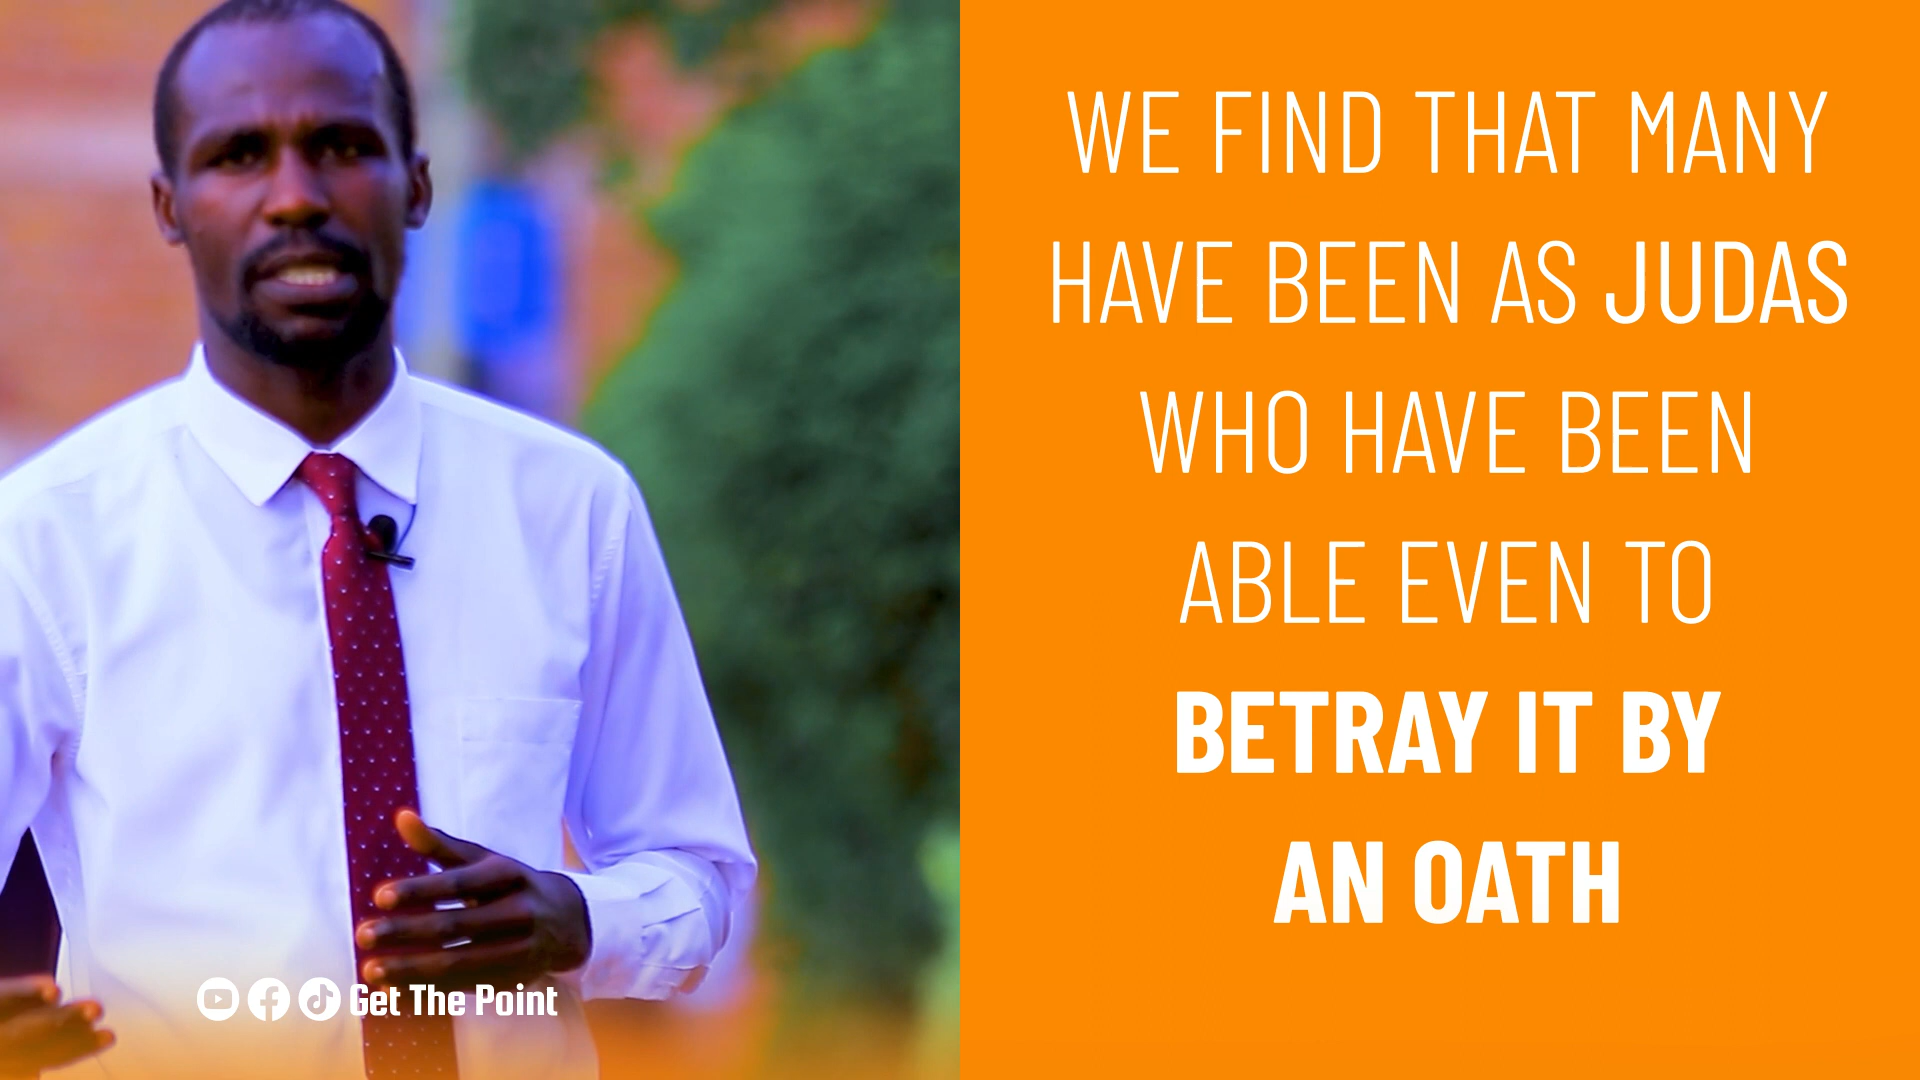 WE FIND THAT MANY
HAVE BEEN AS JUDAS
WHO HAVE BEEN
ABLE EVEN TO
BETRAY IT BY
AN OATH
Get The Point